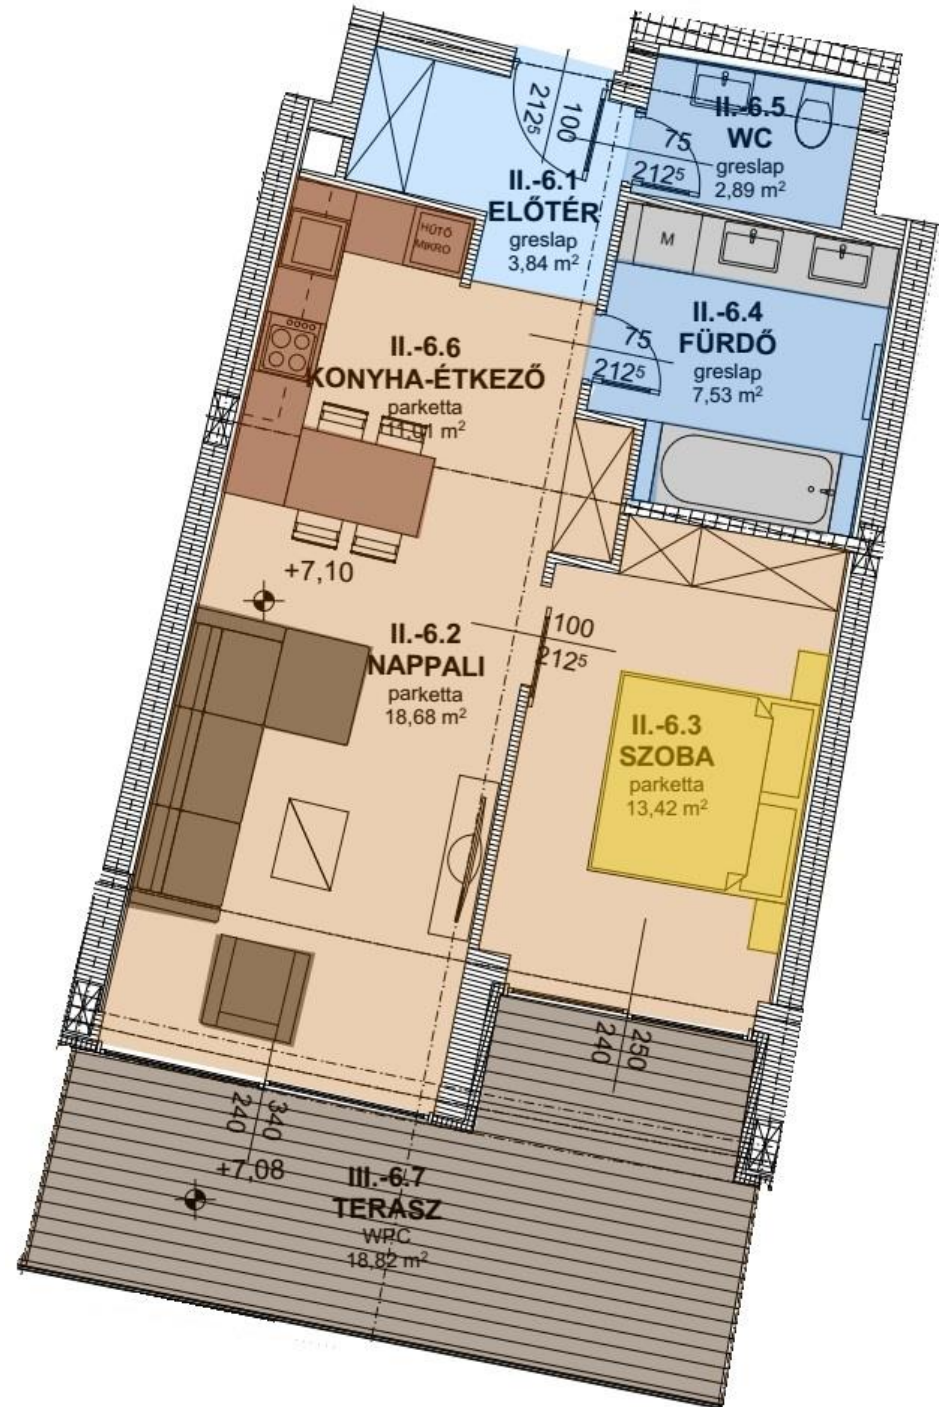 II.-6.5
WC
greslap
2,89 m²
75
212⁵
100
212⁵
II.-6.1
ELŐTÉR
greslap
3,84 m²
HŰTŐ
MIKRO
M
II.-6.4
FÜRDŐ
greslap
7,53 m²
75
212⁵
II.-6.6
KONYHA-ÉTKEZŐ
parketta
11,01 m²
+7,10
II.-6.2
NAPPALI
parketta
18,68 m²
100
212⁵
II.-6.3
SZOBA
parketta
13,42 m²
250
240
340
240
+7,08
III.-6.7
TERASZ
WPC
18,82 m²